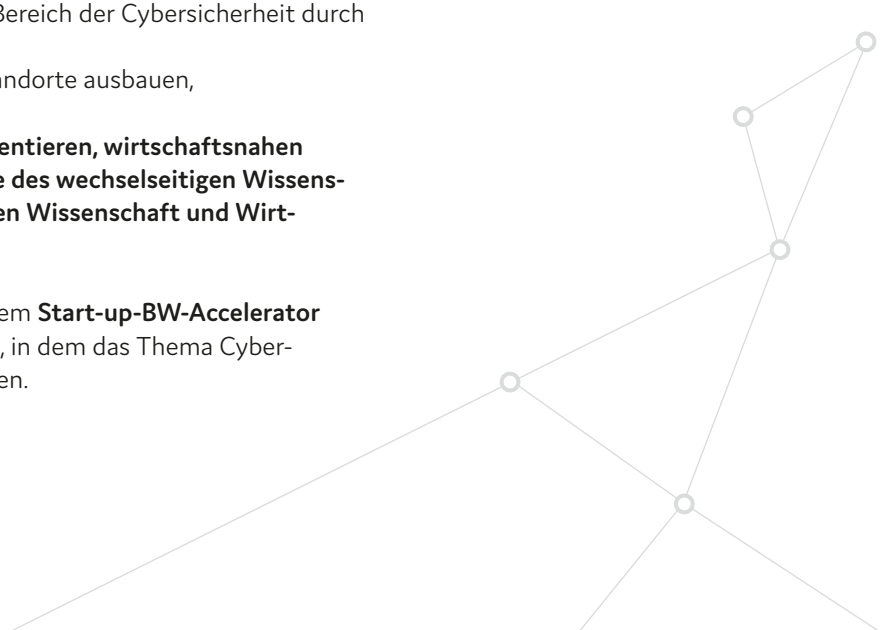 Bereich der Cybersicherheit durch
andorte ausbauen,
entieren, wirtschaftsnahen
e des wechselseitigen Wissens-
en Wissenschaft und Wirt-
em Start-up-BW-Accelerator
, in dem das Thema Cyber-
en.